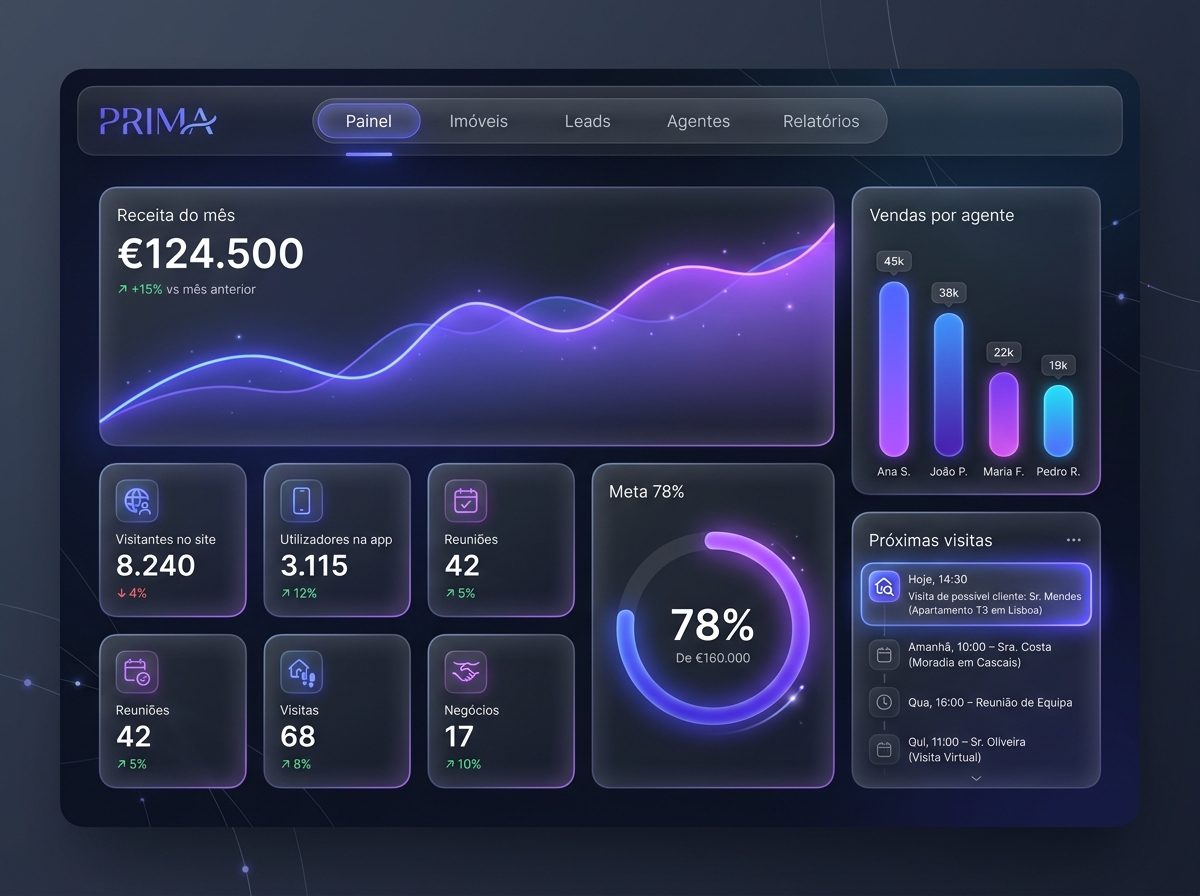 PRIMA
Painel
Imóveis
Leads
Agentes
Relatórios
Receita do mês
€124.500
↗ +15% vs mês anterior
Vendas por agente
45k
38k
22k
19k
Ana S.
João P.
Maria F.
Pedro R.
Visitantes no site
8.240
↓ 4%
Utilizadores na app
3.115
↗ 12%
Reuniões
42
↗ 5%
Reuniões
42
↗ 5%
Visitas
68
↗ 8%
Negócios
17
↗ 10%
Meta 78%
78%
De €160.000
Próximas visitas
Hoje, 14:30
Visita de possível cliente: Sr. Mendes
(Apartamento T3 em Lisboa)
Amanhã, 10:00 – Sra. Costa
(Moradia em Cascais)
Qua, 16:00 – Reunião de Equipa
Qul, 11:00 – Sr. Oliveira
(Visita Virtual)